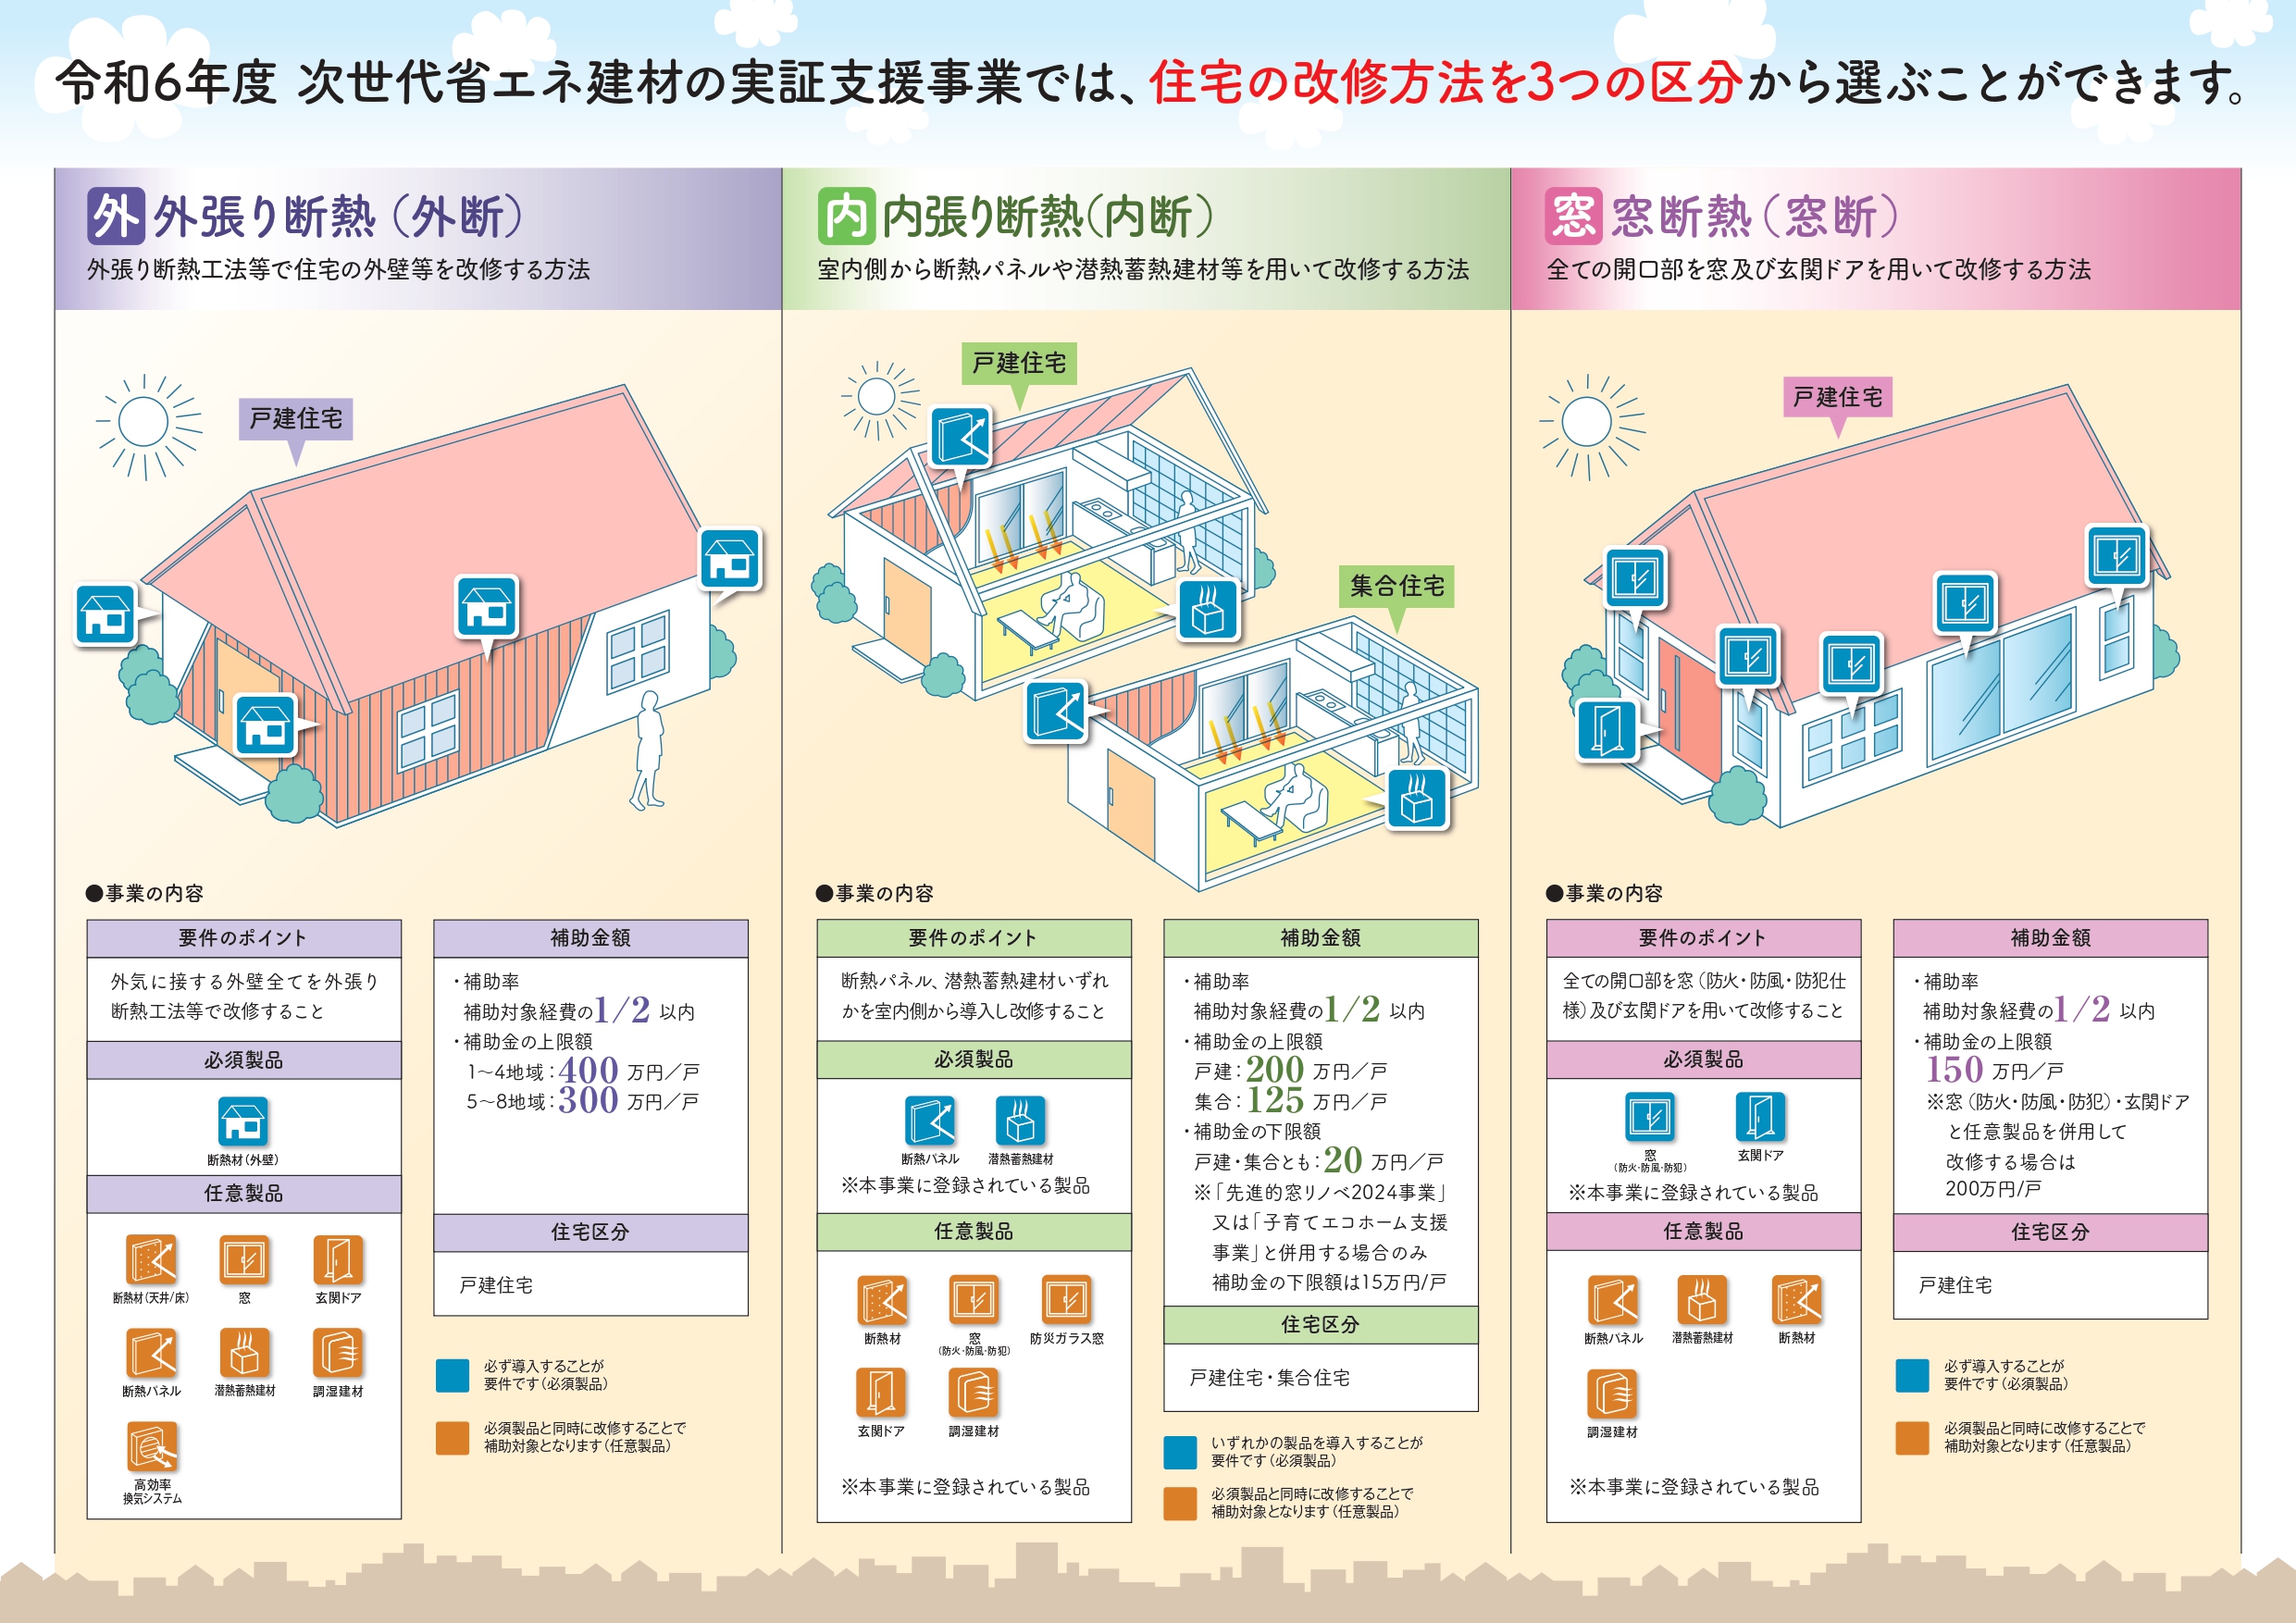 令和6年度 次世代省エネ建材の実証支援事業では、住宅の改修方法を3つの区分から選ぶことができます。
外 外張り断熱（外断）
外張り断熱工法等で住宅の外壁等を改修する方法
戸建住宅
●事業の内容
要件のポイント
外気に接する外壁全てを外張り
断熱工法等で改修すること
必須製品
断熱材（外壁）
任意製品
断熱材（天井/床）
窓
玄関ドア
断熱パネル
潜熱蓄熱建材
調湿建材
高効率
換気システム
補助金額
・補助率
補助対象経費の1/2 以内
・補助金の上限額
1～4地域：400 万円／戸
5～8地域：300 万円／戸
住宅区分
戸建住宅
必ず導入することが
要件です（必須製品）
必須製品と同時に改修することで
補助対象となります（任意製品）
内 内張り断熱（内断）
室内側から断熱パネルや潜熱蓄熱建材等を用いて改修する方法
戸建住宅
集合住宅
●事業の内容
要件のポイント
断熱パネル、潜熱蓄熱建材いずれ
かを室内側から導入し改修すること
必須製品
断熱パネル
潜熱蓄熱建材
※本事業に登録されている製品
任意製品
断熱材
窓
（防火・防風・防犯）
防災ガラス窓
玄関ドア
調湿建材
※本事業に登録されている製品
補助金額
・補助率
補助対象経費の1/2 以内
・補助金の上限額
戸建：200 万円／戸
集合：125 万円／戸
・補助金の下限額
戸建・集合とも：20 万円／戸
※「先進的窓リノベ2024事業」
又は「子育てエコホーム支援
事業」と併用する場合のみ
補助金の下限額は15万円/戸
住宅区分
戸建住宅・集合住宅
いずれかの製品を導入することが
要件です（必須製品）
必須製品と同時に改修することで
補助対象となります（任意製品）
窓 窓断熱（窓断）
全ての開口部を窓及び玄関ドアを用いて改修する方法
戸建住宅
●事業の内容
要件のポイント
全ての開口部を窓（防火・防風・防犯仕
様）及び玄関ドアを用いて改修すること
必須製品
窓
（防火・防風・防犯）
玄関ドア
※本事業に登録されている製品
任意製品
断熱パネル
潜熱蓄熱建材
断熱材
調湿建材
※本事業に登録されている製品
補助金額
・補助率
補助対象経費の1/2 以内
・補助金の上限額
150 万円／戸
※窓（防火・防風・防犯）・玄関ドア
と任意製品を併用して
改修する場合は
200万円/戸
住宅区分
戸建住宅
必ず導入することが
要件です（必須製品）
必須製品と同時に改修することで
補助対象となります（任意製品）